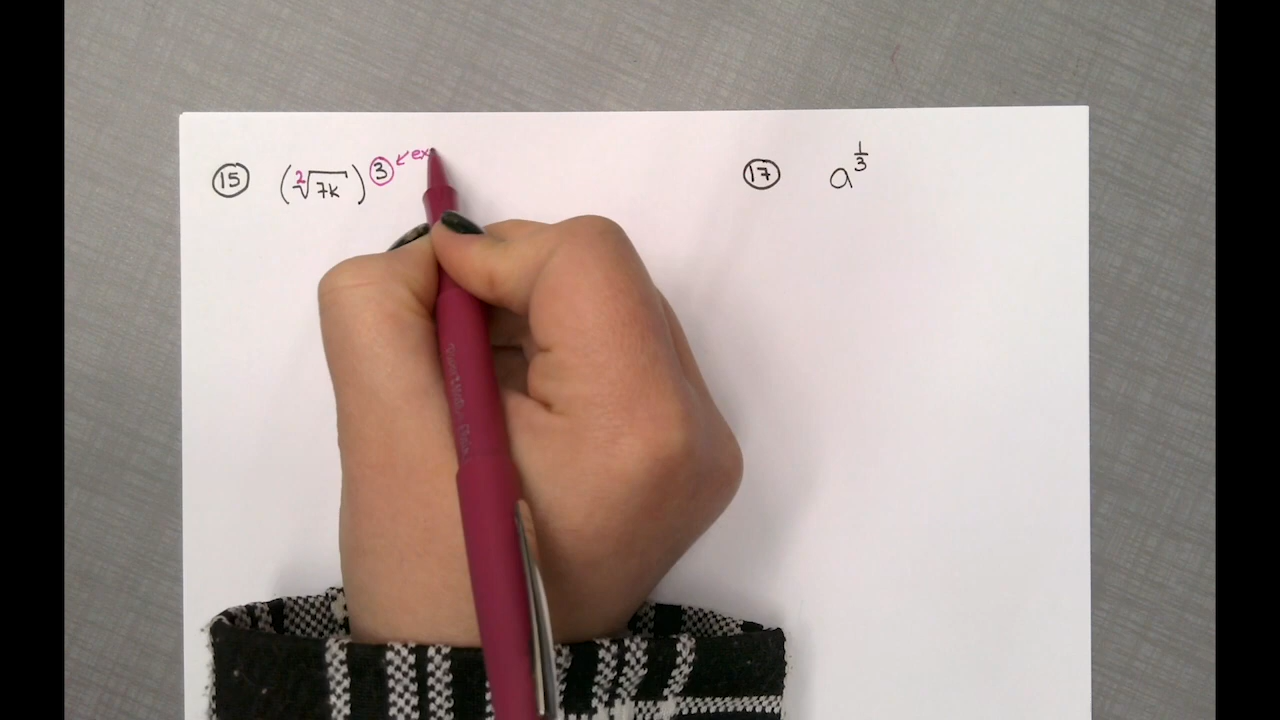 15 (²√7k)³ ← ex
17 a^(1/3)